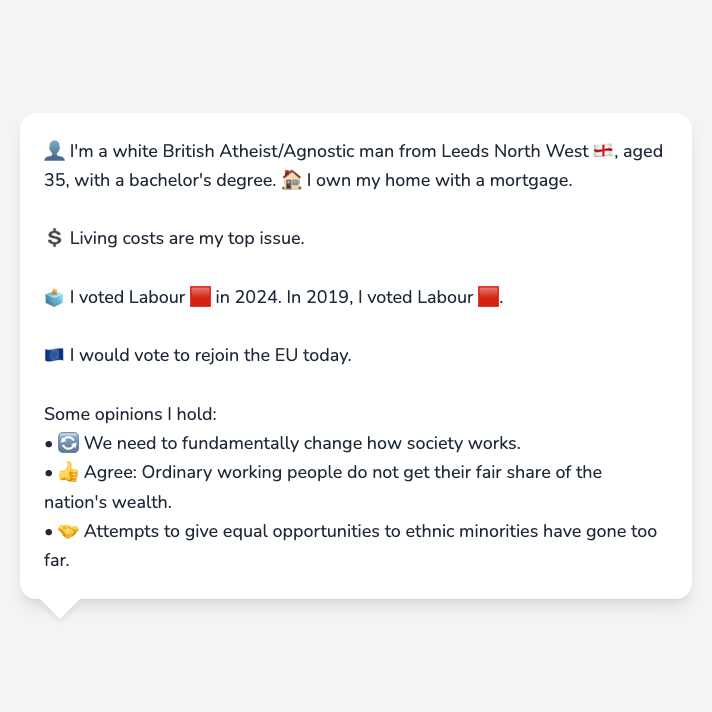 👤 I'm a white British Atheist/Agnostic man from Leeds North West 🏴󠁧󠁢󠁥󠁮󠁧󠁿, aged
35, with a bachelor's degree. 🏠 I own my home with a mortgage.
💲 Living costs are my top issue.
🗳️ I voted Labour 🟥 in 2024. In 2019, I voted Labour 🟥.
🇪🇺 I would vote to rejoin the EU today.
Some opinions I hold:
• 🔄 We need to fundamentally change how society works.
• 👍 Agree: Ordinary working people do not get their fair share of the
nation's wealth.
• 🤝 Attempts to give equal opportunities to ethnic minorities have gone too
far.